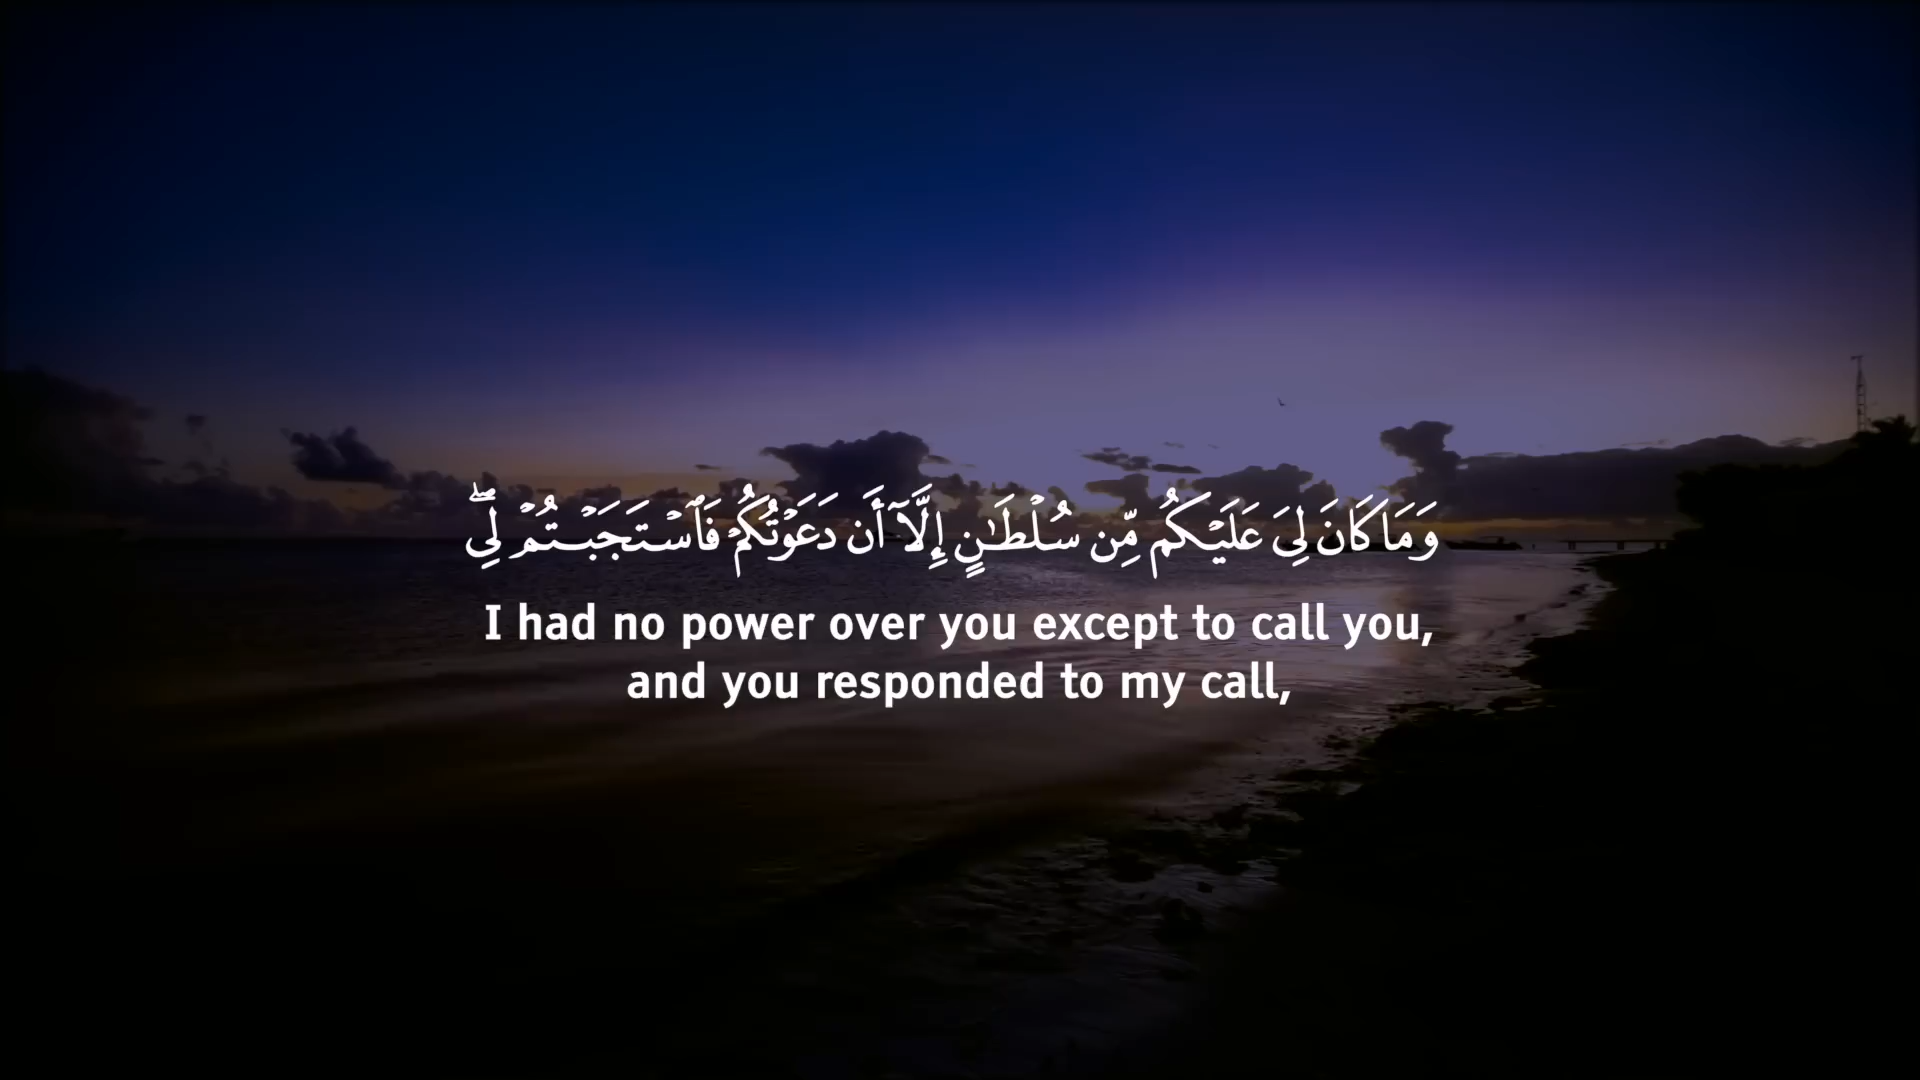 وَمَا كَانَ لِىَ عَلَيْكُم مِّن سُلْطَـٰنٍ إِلَّآ أَن دَعَوْتُكُمْ فَٱسْتَجَبْتُمْ لِى ۖ
I had no power over you except to call you,
and you responded to my call,